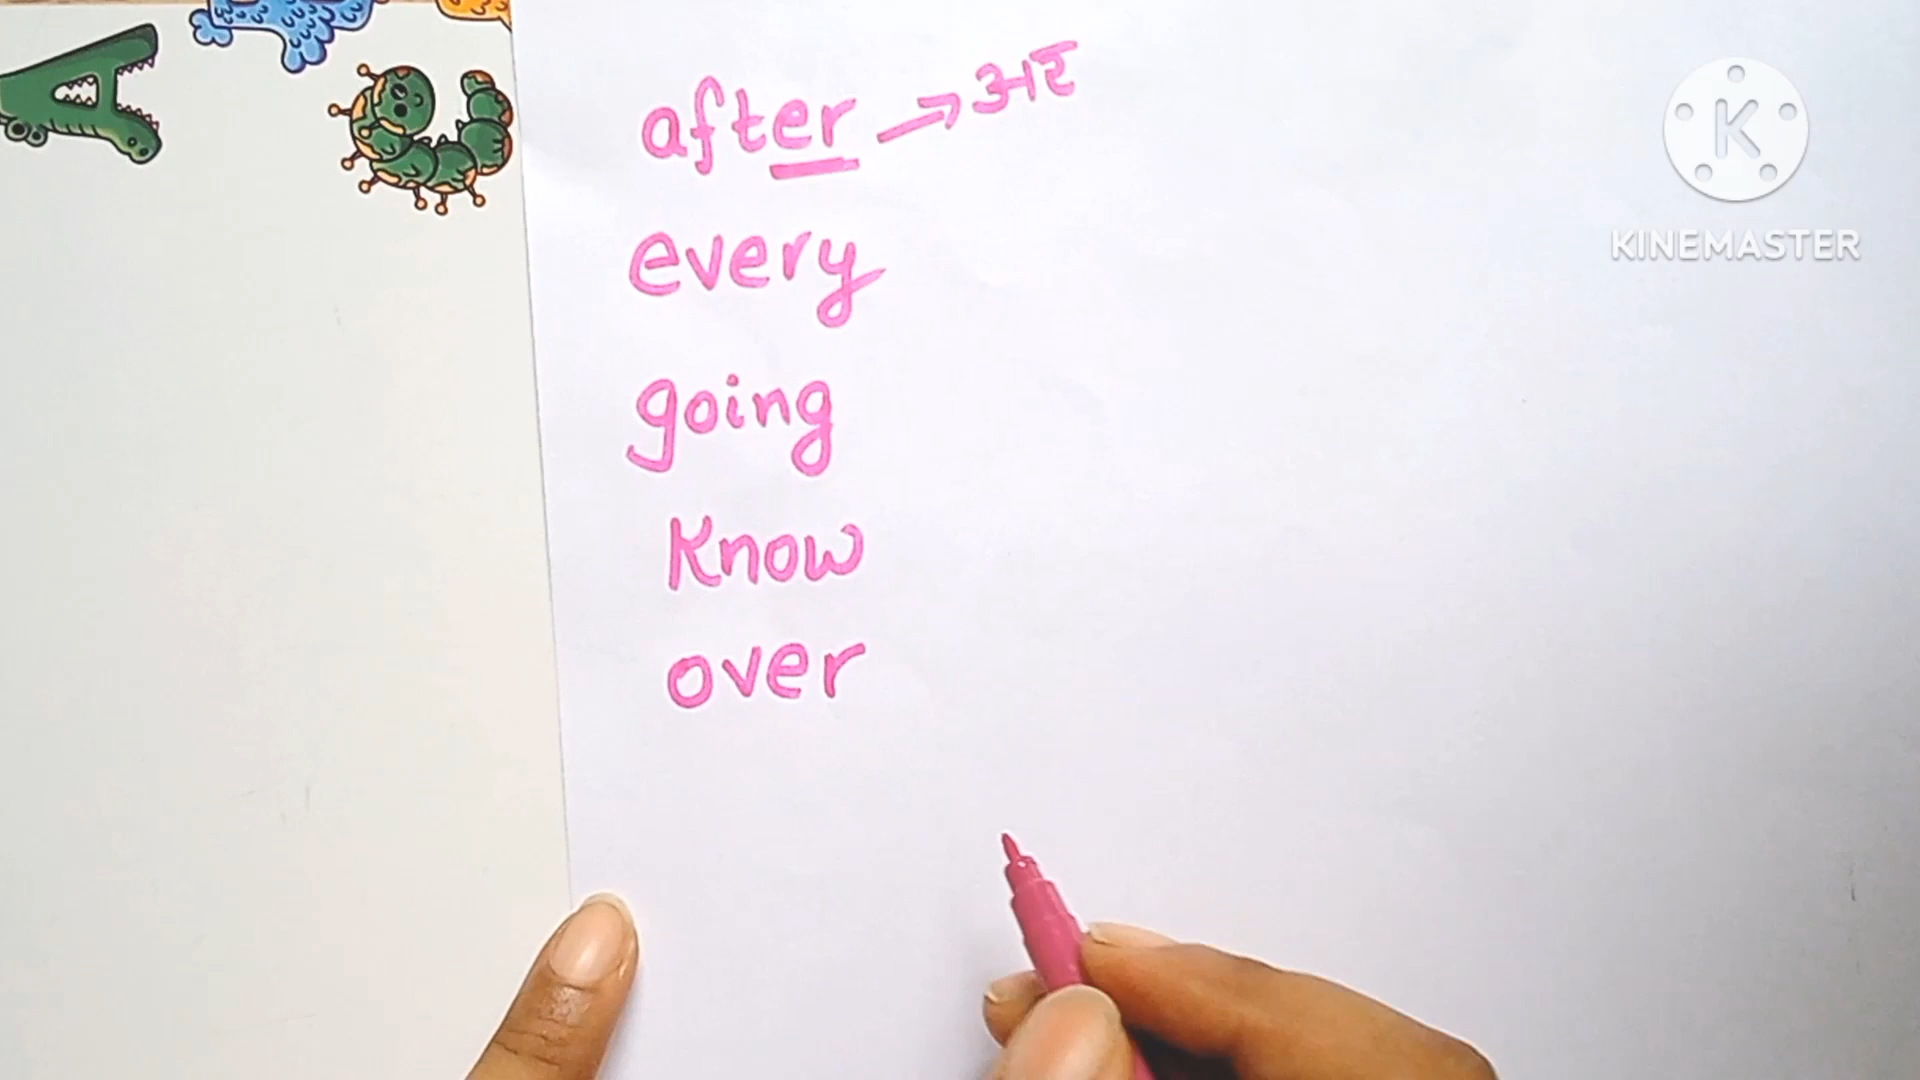 after → अर
every
going
Know
over
K
KINEMASTER